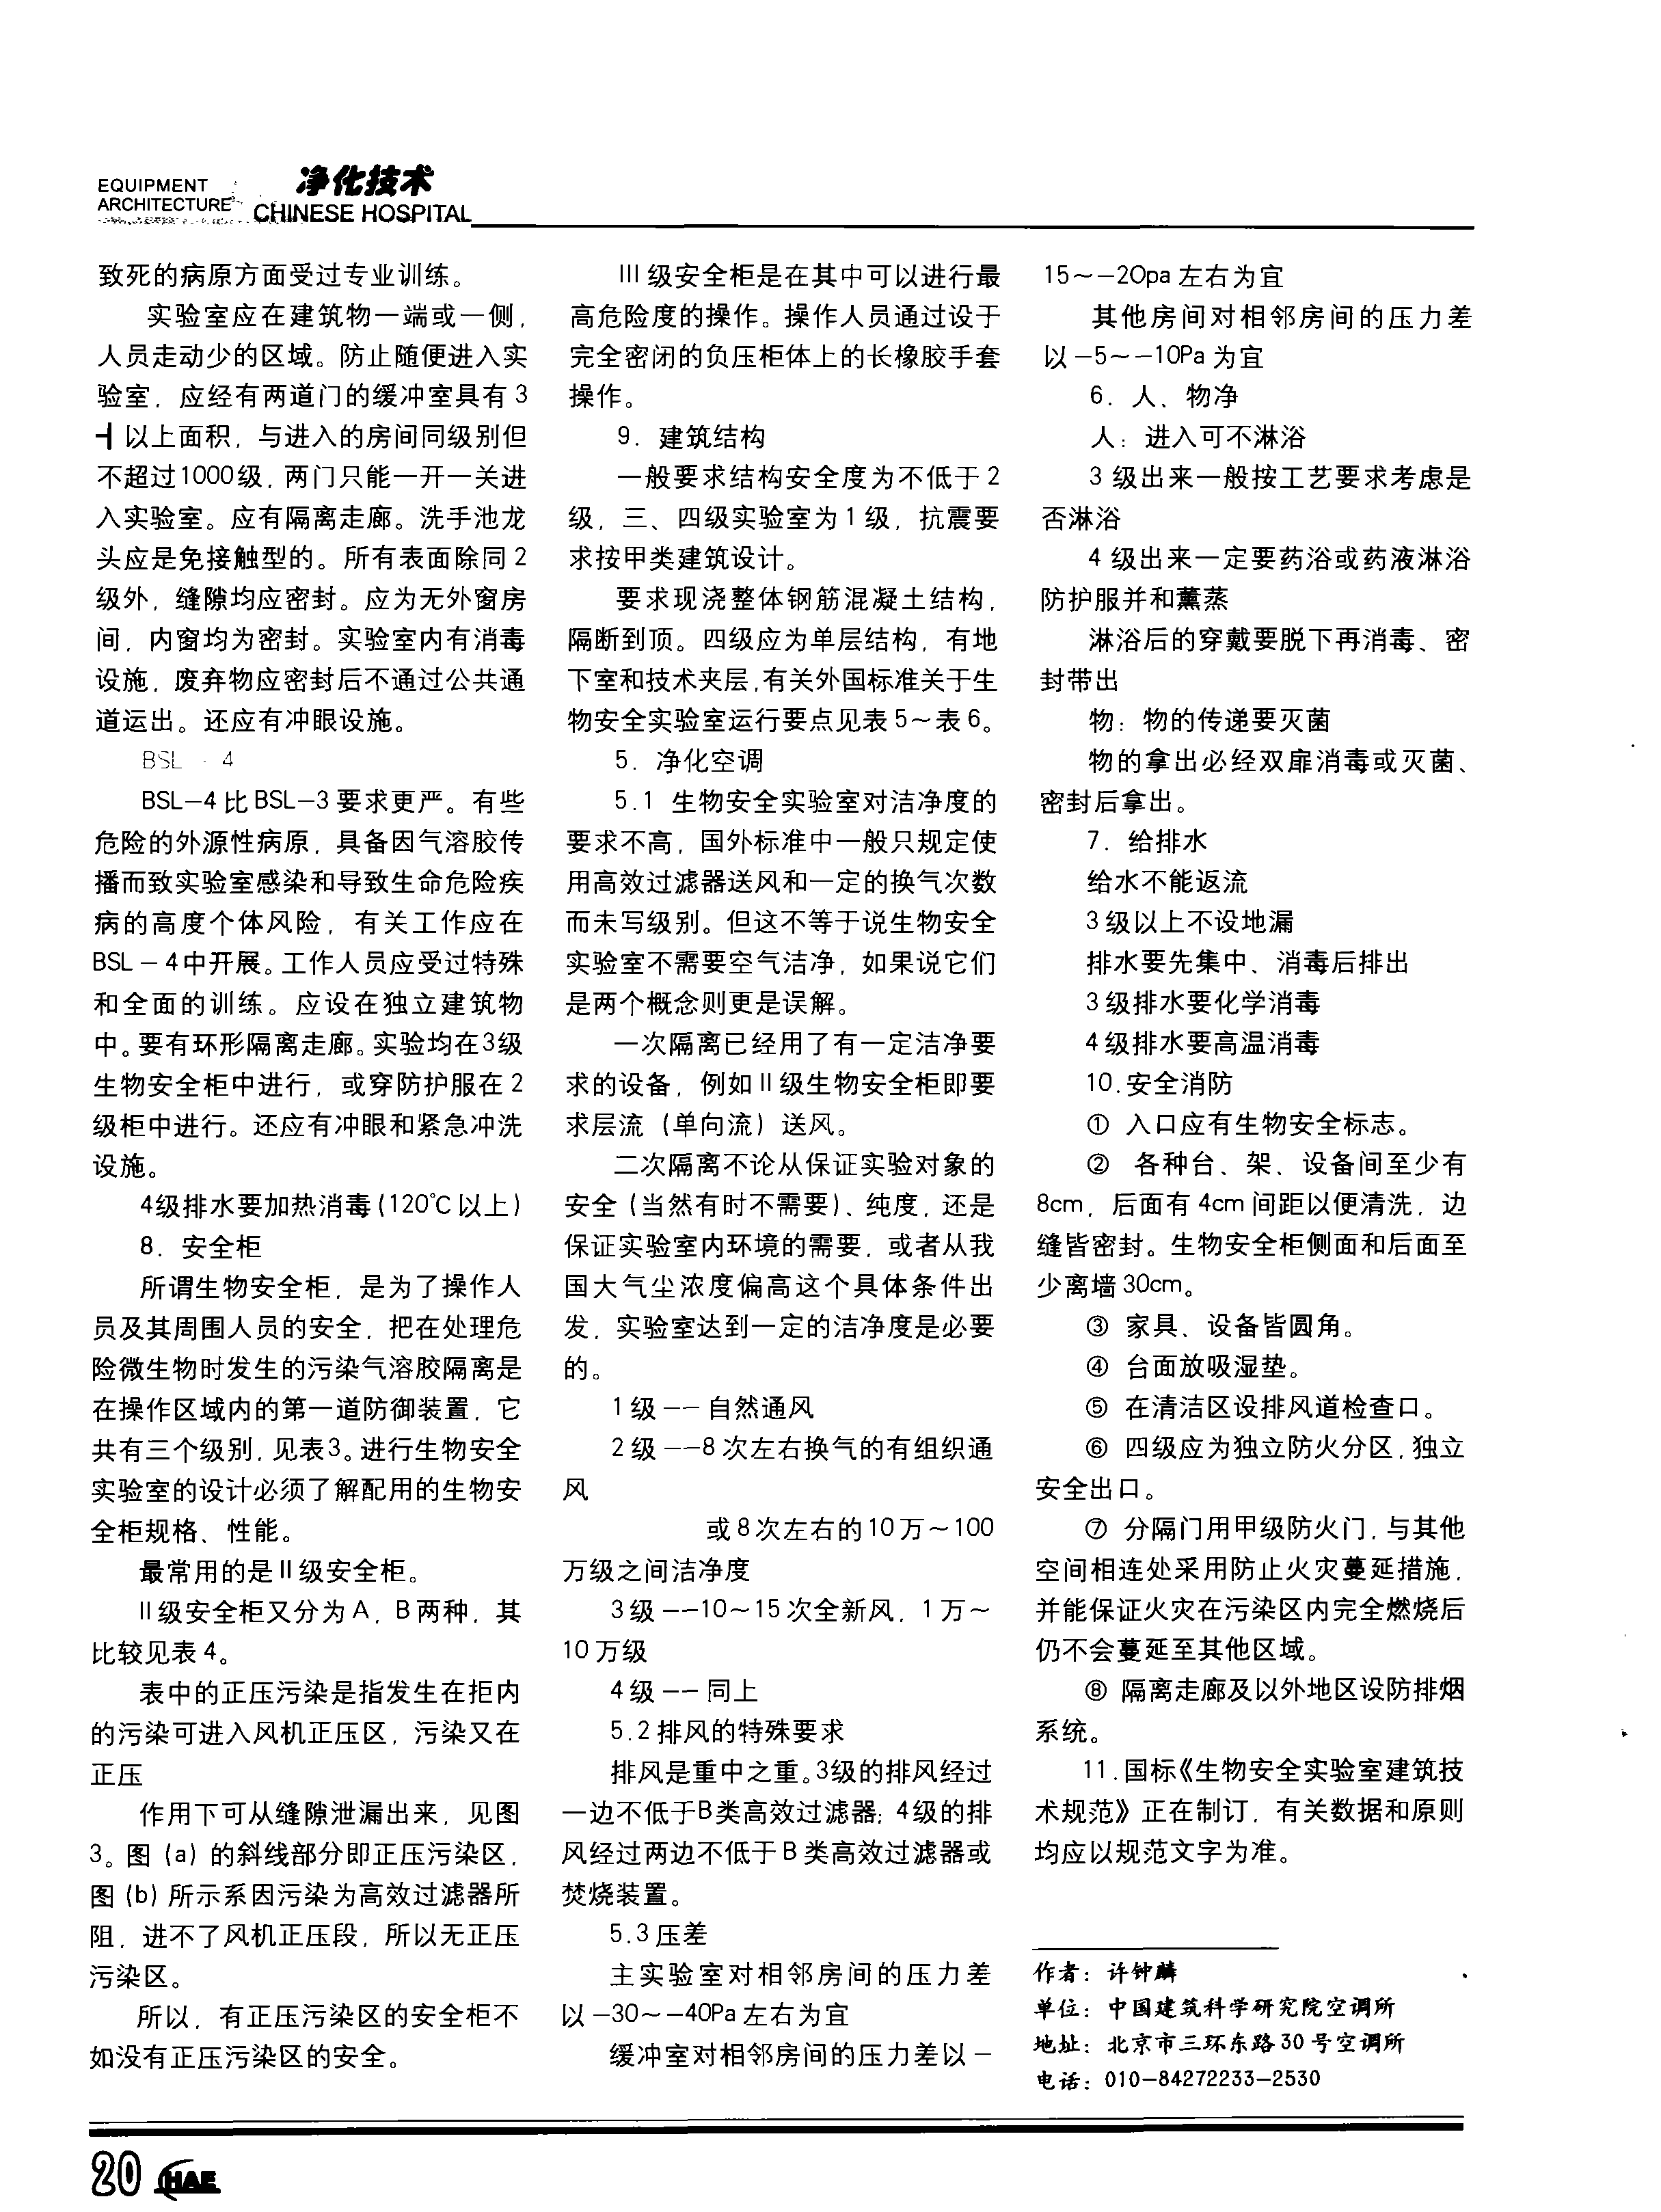 EQUIPMENT
ARCHITECTURE
净化技术
CHINESE HOSPITAL
致死的病原方面受过专业训练。
实验室应在建筑物一端或一侧，
人员走动少的区域。防止随便进入实
验室，应经有两道门的缓冲室具有3
以上面积，与进入的房间同级别但
不超过1000级，两门只能一开一关进
入实验室。应有隔离走廊。洗手池龙
头应是免接触型的。所有表面除同2
级外，缝隙均应密封。应为无外窗房
间，内窗均为密封。实验室内有消毒
设施，废弃物应密封后不通过公共通
道运出。还应有冲眼设施。
BSL - 4
BSL-4比BSL-3要求更严。有些
危险的外源性病原，具备因气溶胶传
播而致实验室感染和导致生命危险疾
病的高度个体风险，有关工作应在
BSL-4中开展。工作人员应受过特殊
和全面的训练。应设在独立建筑物
中。要有环形隔离走廊。实验均在3级
生物安全柜中进行，或穿防护服在2
级柜中进行。还应有冲眼和紧急冲洗
设施。
4级排水要加热消毒(120℃以上)
8．安全柜
所谓生物安全柜，是为了操作人
员及其周围人员的安全，把在处理危
险微生物时发生的污染气溶胶隔离是
在操作区域内的第一道防御装置，它
共有三个级别，见表3。进行生物安全
实验室的设计必须了解配用的生物安
全柜规格、性能。
最常用的是II级安全柜。
II级安全柜又分为A，B两种，其
比较见表4。
表中的正压污染是指发生在拒内
的污染可进入风机正压区，污染又在
正压
作用下可从缝隙泄漏出来，见图
3。图(a)的斜线部分即正压污染区，
图(b)所示系因污染为高效过滤器所
阻，进不了风机正压段，所以无正压
污染区。
所以，有正压污染区的安全柜不
如没有正压污染区的安全。
III级安全柜是在其中可以进行最
高危险度的操作。操作人员通过设于
完全密闭的负压柜体上的长橡胶手套
操作。
9．建筑结构
一般要求结构安全度为不低于2
级，三、四级实验室为1级，抗震要
求按甲类建筑设计。
要求现浇整体钢筋混凝土结构，
隔断到顶。四级应为单层结构，有地
下室和技术夹层，有关外国标准关于生
物安全实验室运行要点见表5～表6。
5．净化空调
5.1 生物安全实验室对洁净度的
要求不高，国外标准中一般只规定使
用高效过滤器送风和一定的换气次数
而未写级别。但这不等于说生物安全
实验室不需要空气洁净，如果说它们
是两个概念则更是误解。
一次隔离已经用了有一定洁净要
求的设备，例如II级生物安全柜即要
求层流（单向流）送风。
二次隔离不论从保证实验对象的
安全（当然有时不需要）、纯度，还是
保证实验室内环境的需要，或者从我
国大气尘浓度偏高这个具体条件出
发，实验室达到一定的洁净度是必要
的。
1级——自然通风
2级——8次左右换气的有组织通
风
或8次左右的10万～100
万级之间洁净度
3级——10～15次全新风，1万～
10万级
4级——同上
5.2排风的特殊要求
排风是重中之重。3级的排风经过
一边不低于B类高效过滤器；4级的排
风经过两边不低于B类高效过滤器或
焚烧装置。
5.3压差
主实验室对相邻房间的压力差
以-30～-40Pa左右为宜
缓冲室对相邻房间的压力差以-
15～-20pa左右为宜
其他房间对相邻房间的压力差
以-5～-10Pa为宜
6．人、物净
人：进入可不淋浴
3级出来一般按工艺要求考虑是
否淋浴
4级出来一定要药浴或药液淋浴
防护服并和薰蒸
淋浴后的穿戴要脱下再消毒、密
封带出
物：物的传递要灭菌
物的拿出必经双扉消毒或灭菌、
密封后拿出。
7．给排水
给水不能返流
3级以上不设地漏
排水要先集中、消毒后排出
3级排水要化学消毒
4级排水要高温消毒
10.安全消防
① 入口应有生物安全标志。
② 各种台、架、设备间至少有
8cm，后面有4cm间距以便清洗，边
缝皆密封。生物安全柜侧面和后面至
少离墙30cm。
③ 家具、设备皆圆角。
④ 台面放吸湿垫。
⑤ 在清洁区设排风道检查口。
⑥ 四级应为独立防火分区，独立
安全出口。
⑦ 分隔门用甲级防火门，与其他
空间相连处采用防止火灾蔓延措施，
并能保证火灾在污染区内完全燃烧后
仍不会蔓延至其他区域。
⑧ 隔离走廊及以外地区设防排烟
系统。
11.国标《生物安全实验室建筑技
术规范》正在制订，有关数据和原则
均应以规范文字为准。
作者：许钟麟
单位：中国建筑科学研究院空调所
地址：北京市三环东路30号空调所
电话：010-84272233-2530
20 HAE